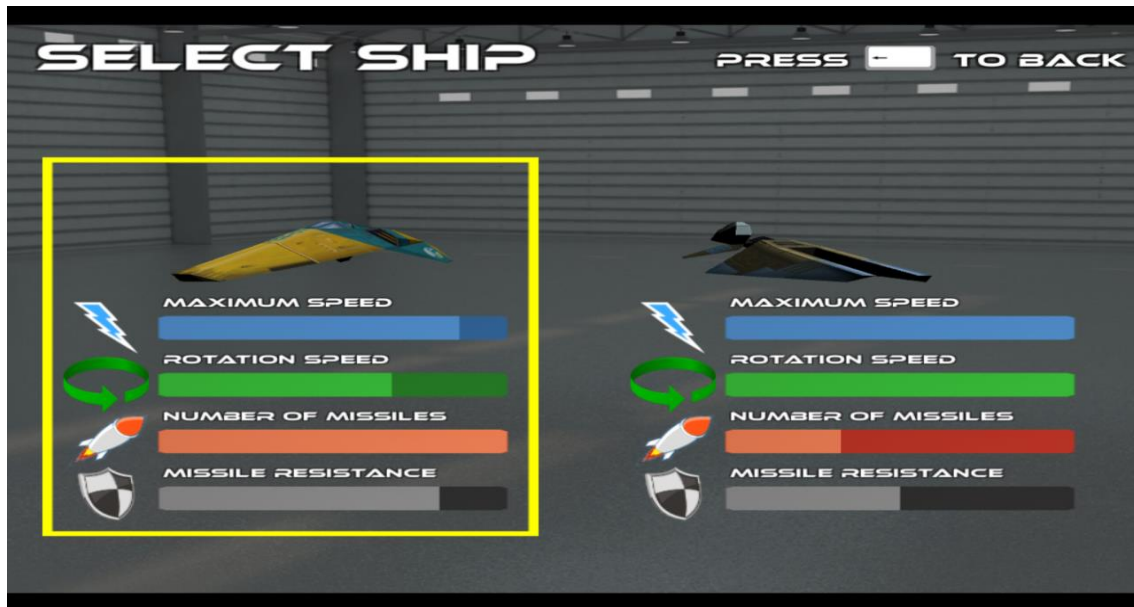 SELECT SHIP
PRESS ← TO BACK
MAXIMUM SPEED
ROTATION SPEED
NUMBER OF MISSILES
MISSILE RESISTANCE
MAXIMUM SPEED
ROTATION SPEED
NUMBER OF MISSILES
MISSILE RESISTANCE